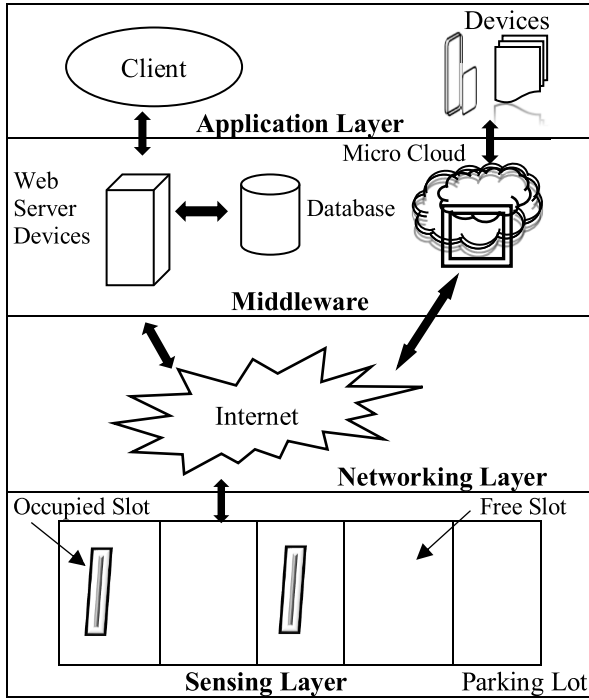 Devices
Client
Application Layer
Micro Cloud
Web
Server
Devices
Database
Middleware
Internet
Networking Layer
Occupied Slot
Free Slot
Sensing Layer
Parking Lot